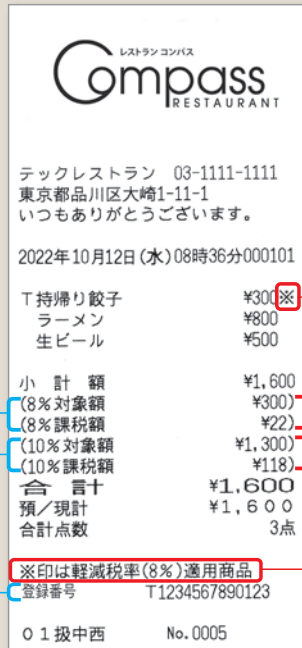 レストラン コンパス
Compass
RESTAURANT
テックレストラン 03-1111-1111
東京都品川区大崎1-11-1
いつもありがとうございます。
2022年10月12日(水)08時36分000101
T持帰り餃子 ¥300※
ラーメン ¥800
生ビール ¥500
小計額 ¥1,600
(8%対象額 ¥300)
(8%課税額 ¥22)
(10%対象額 ¥1,300)
(10%課税額 ¥118)
合計 ¥1,600
預/現計 ¥1,600
合計点数 3点
※印は軽減税率(8%)適用商品
登録番号 T1234567890123
01扱中西 No.0005